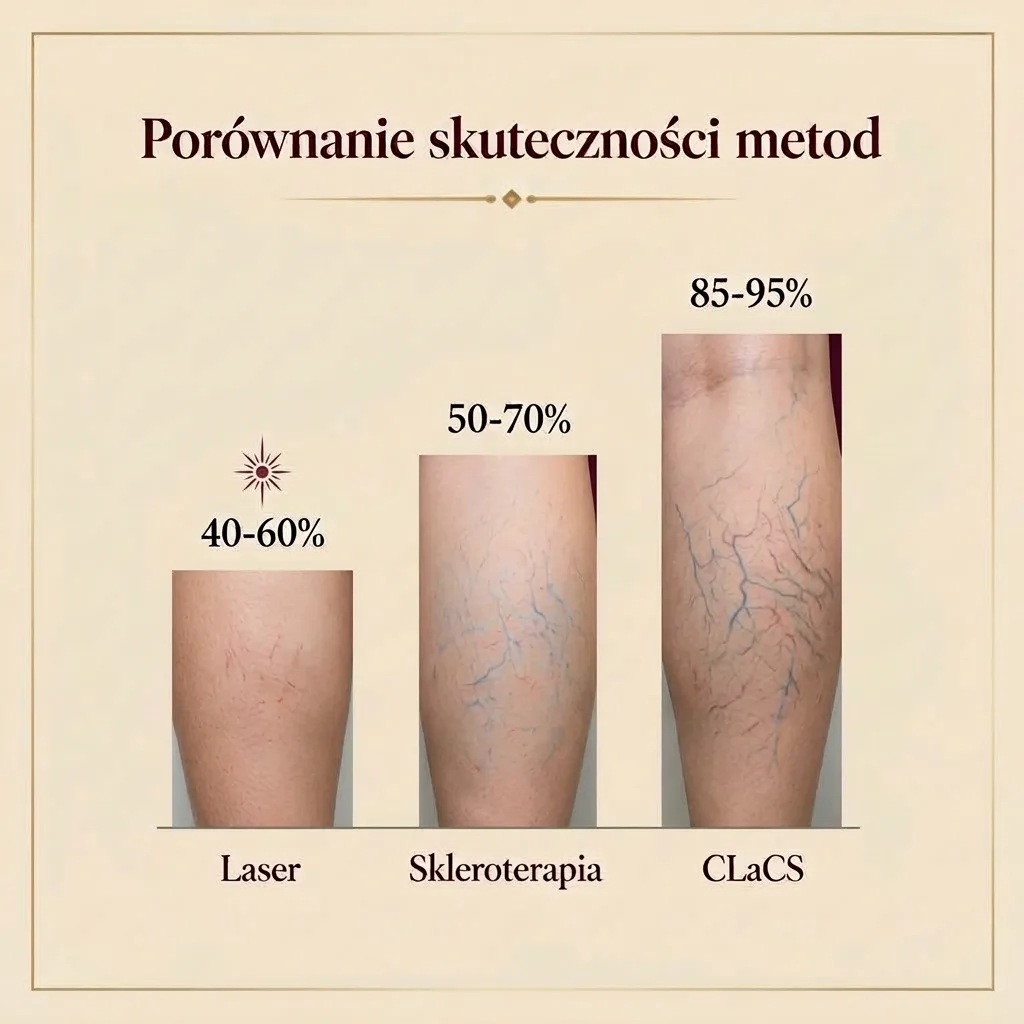 Porównanie skuteczności metod
85-95%
50-70%
40-60%
Laser
Skleroterapia
CLaCS